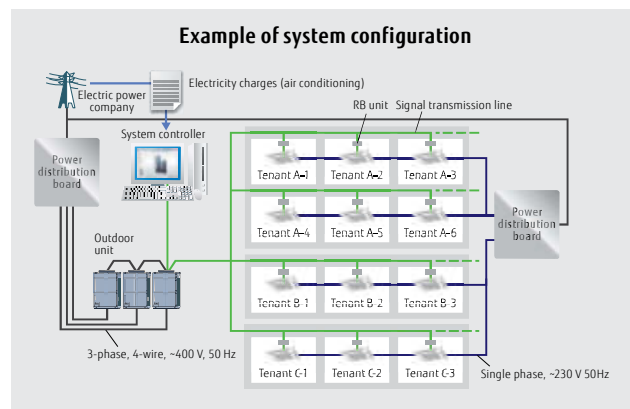 Example of system configuration
Electricity charges (air conditioning)
Electric power
company
RB unit
Signal transmission line
System controller
Power
distribution
board
Tenant A-1
Tenant A-2
Tenant A-3
Tenant A-4
Tenant A-5
Tenant A-6
Power
distribution
board
Outdoor
unit
Tenant B-1
Tenant B-2
Tenant B-3
3-phase, 4-wire, ~400 V, 50 Hz
Tenant C-1
Tenant C-2
Tenant C-3
Single phase, ~230 V 50Hz